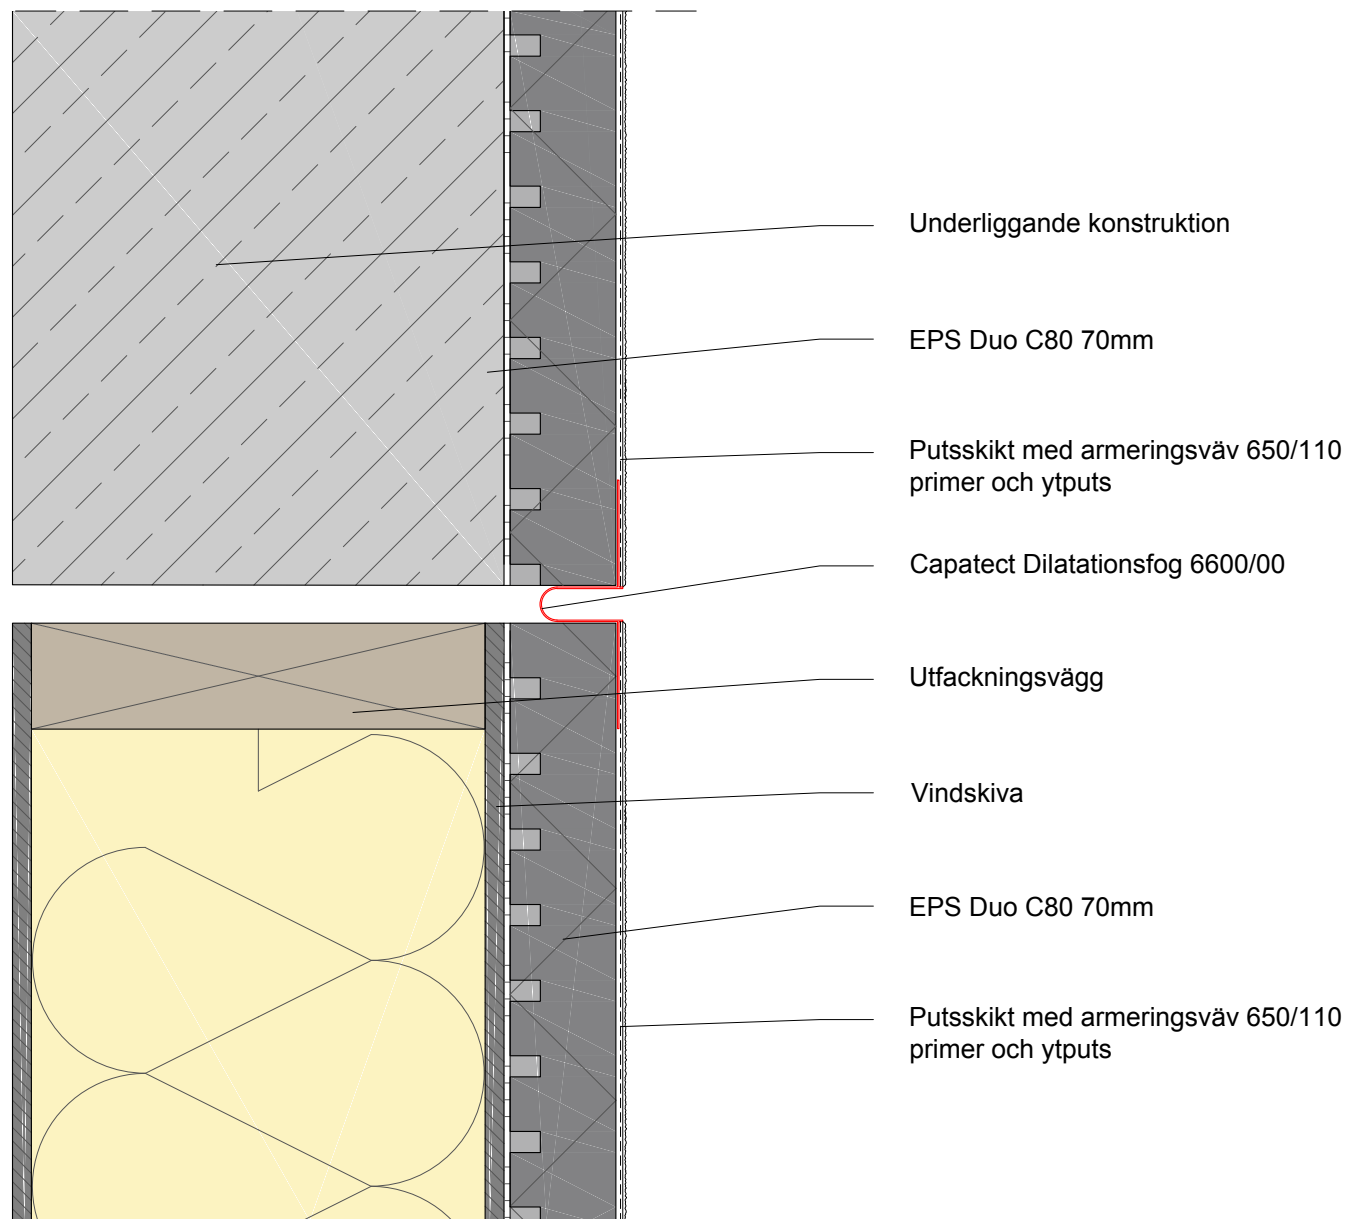 Underliggande konstruktion
EPS Duo C80 70mm
Putsskikt med armeringsväv 650/110
primer och ytputs
Capatect Dilatationsfog 6600/00
Utfackningsvägg
Vindskiva
EPS Duo C80 70mm
Putsskikt med armeringsväv 650/110
primer och ytputs